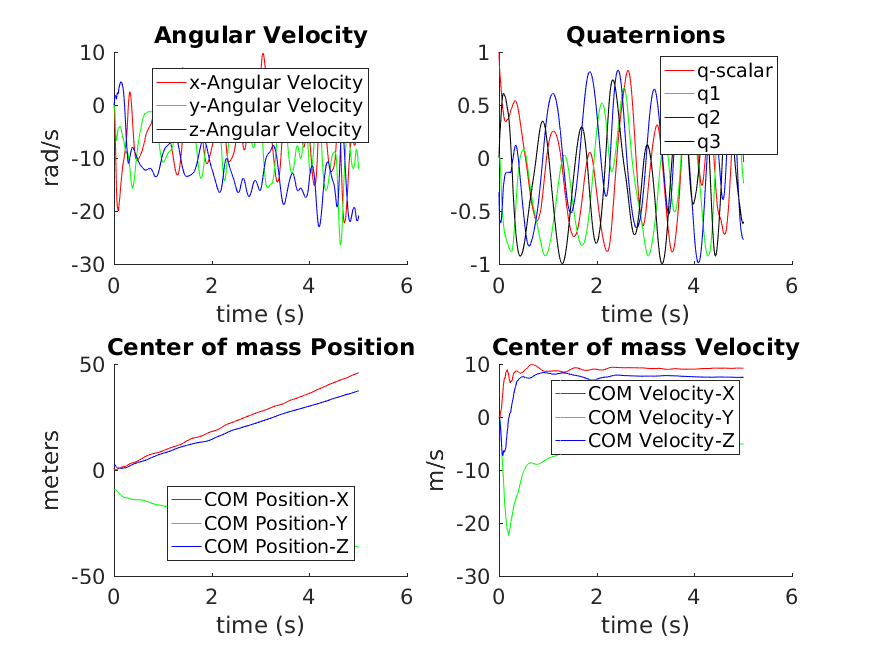 Angular Velocity
10
0
-10
-20
-30
rad/s
x-Angular Velocity
y-Angular Velocity
z-Angular Velocity
0
2
4
6
time (s)
Quaternions
1
0.5
0
-0.5
-1
q-scalar
q1
q2
q3
0
2
4
6
time (s)
Center of mass Position
50
0
-50
meters
COM Position-X
COM Position-Y
COM Position-Z
0
2
4
6
time (s)
Center of mass Velocity
10
0
-10
-20
-30
m/s
COM Velocity-X
COM Velocity-Y
COM Velocity-Z
0
2
4
6
time (s)